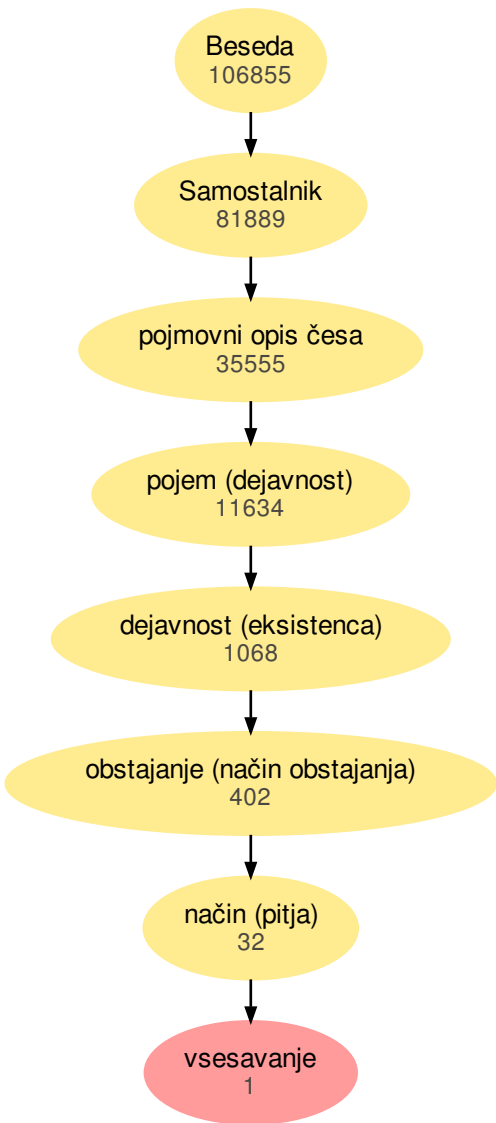 Beseda
106855
Samostalnik
81889
pojmovni opis česa
35555
pojem (dejavnost)
11634
dejavnost (eksistenca)
1068
obstajanje (način obstajanja)
402
način (pitja)
32
vsesavanje
1